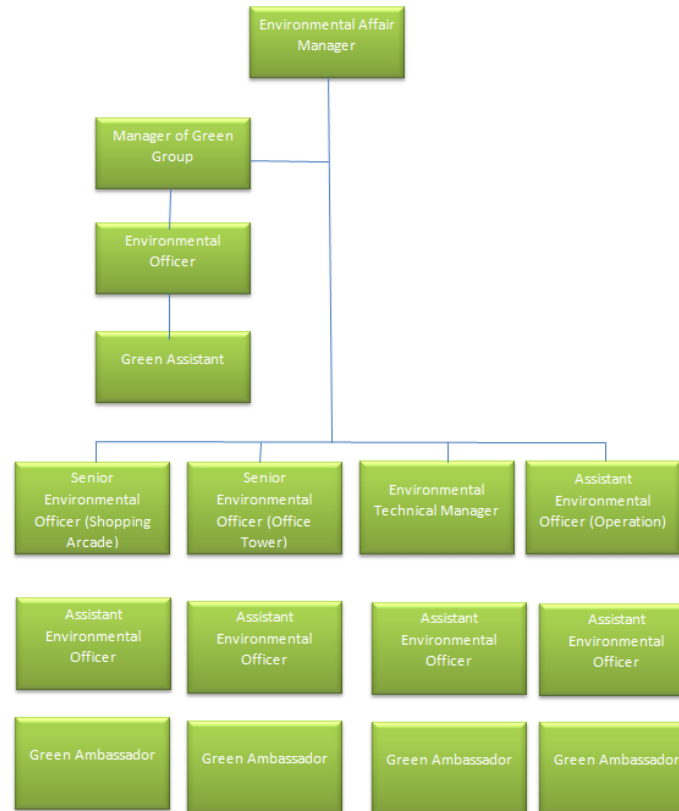 Environmental Affair
Manager
Manager of Green
Group
Environmental
Officer
Green Assistant
Senior
Environmental
Officer (Shopping
Arcade)
Senior
Environmental
Officer (Office
Tower)
Environmental
Technical Manager
Assistant
Environmental
Officer (Operation)
Assistant
Environmental
Officer
Assistant
Environmental
Officer
Assistant
Environmental
Officer
Assistant
Environmental
Officer
Green Ambassador
Green Ambassador
Green Ambassador
Green Ambassador